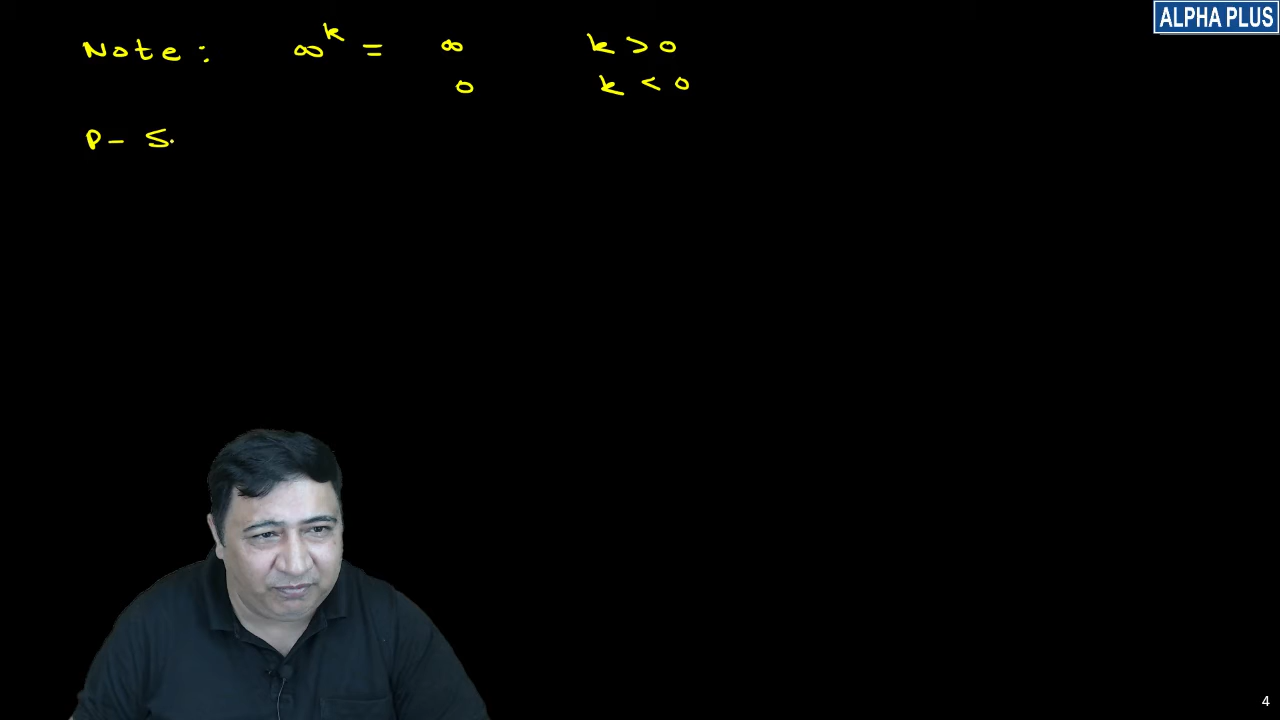 ALPHA PLUS
Note: ∞^k = ∞ k > 0
0 k < 0
P- S.
4